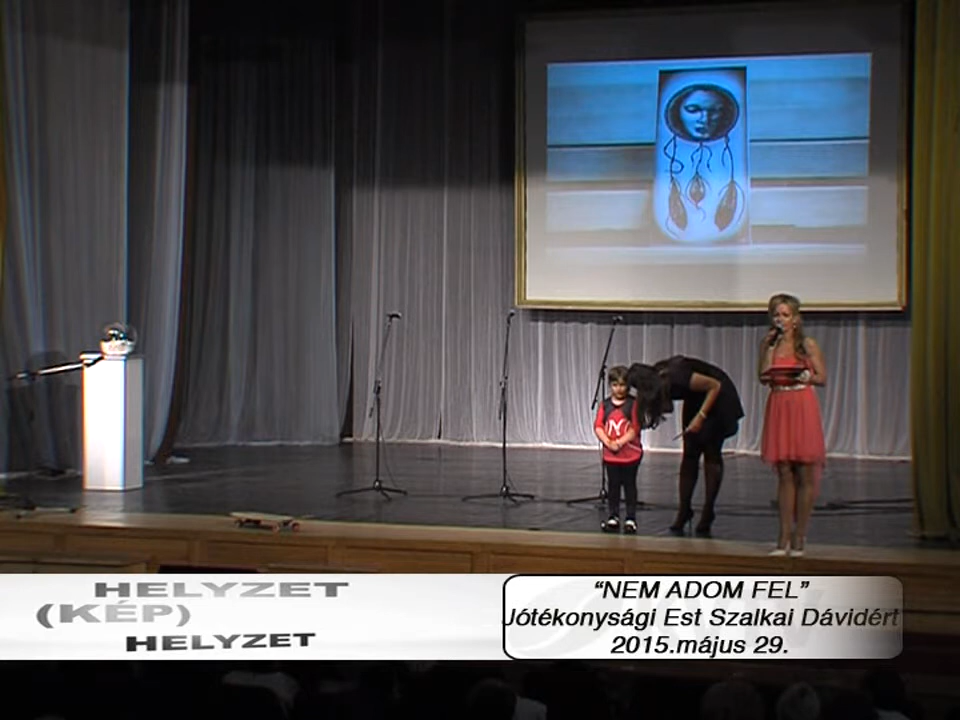 HELYZET
(KÉP)
HELYZET
“NEM ADOM FEL”
Jótékonysági Est Szalkai Dávidért
2015.május 29.